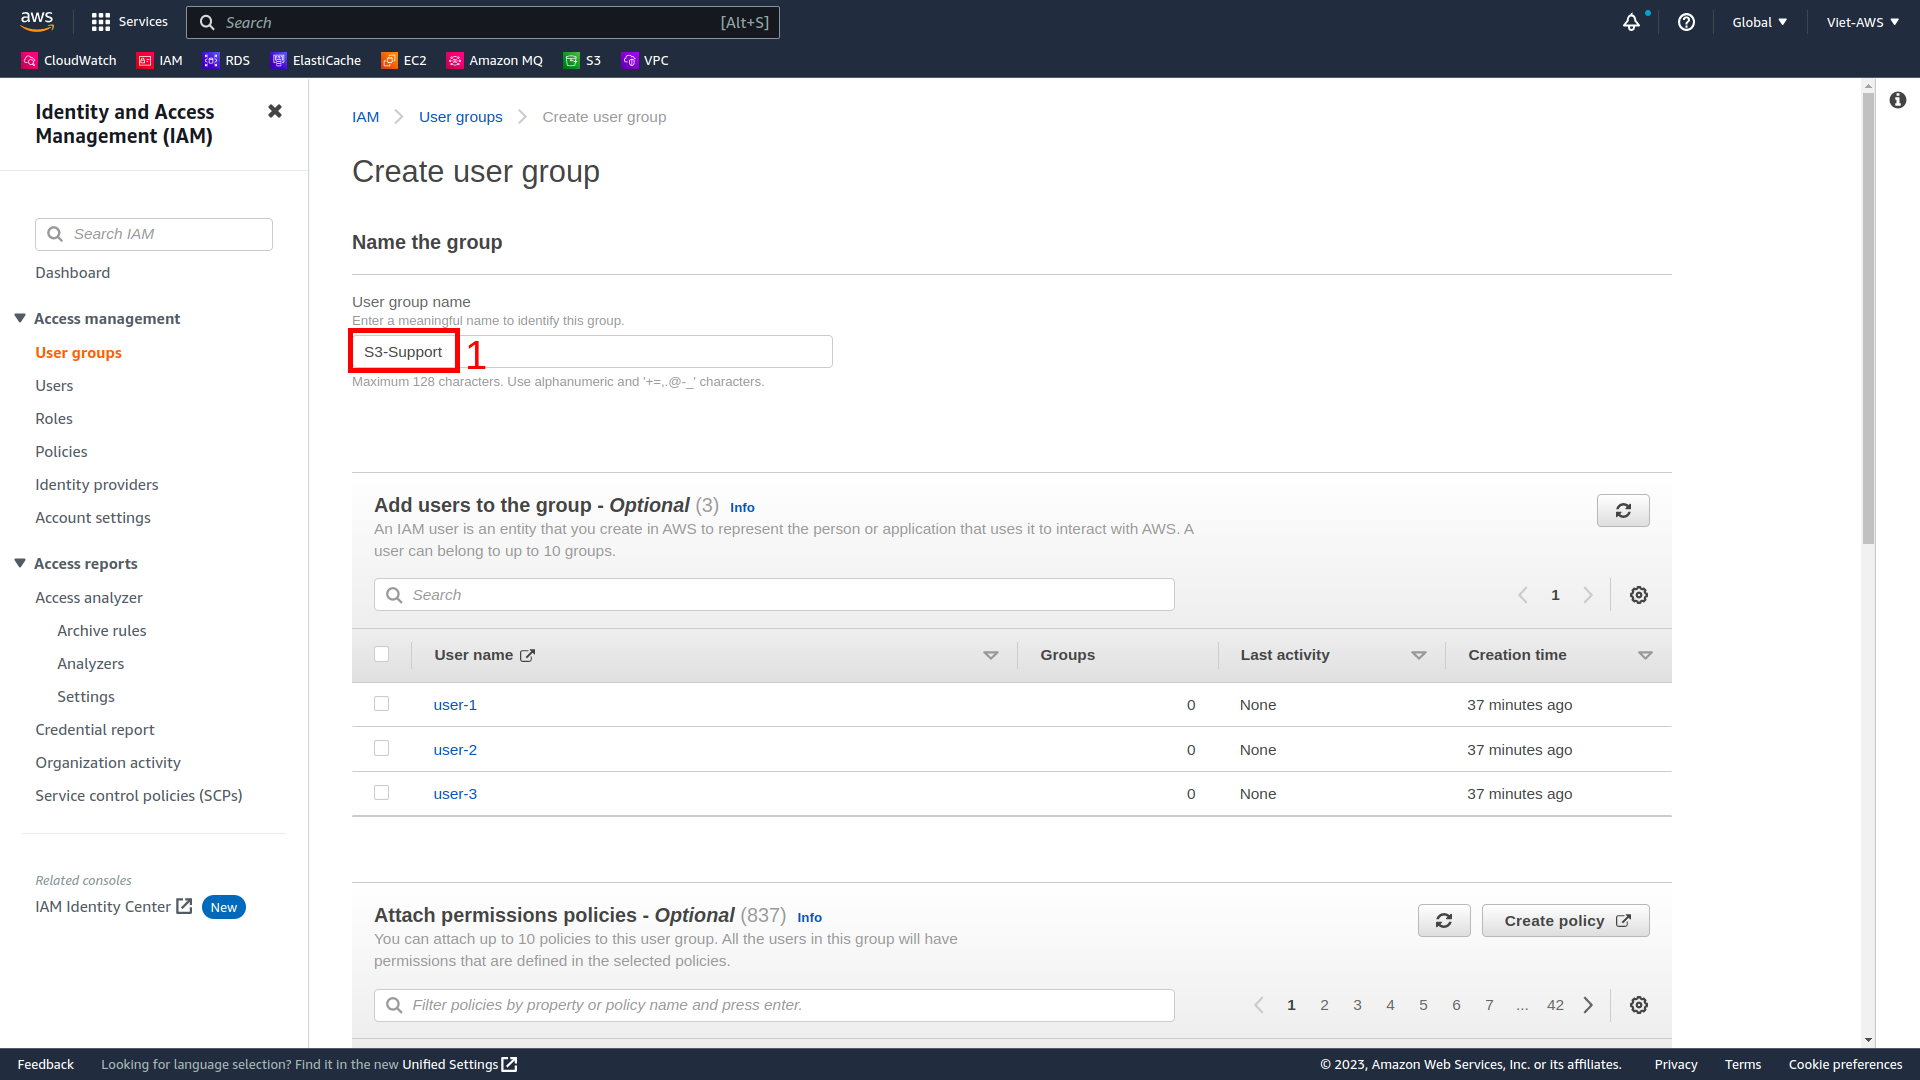 aws
Services
Search
[Alt+S]
Global
Viet-AWS
CloudWatch
IAM
RDS
ElastiCache
EC2
Amazon MQ
S3
VPC
Identity and Access
Management (IAM)
Search IAM
Dashboard
Access management
User groups
Users
Roles
Policies
Identity providers
Account settings
Access reports
Access analyzer
Archive rules
Analyzers
Settings
Credential report
Organization activity
Service control policies (SCPs)
Related consoles
IAM Identity Center
New
IAM
User groups
Create user group
Create user group
Name the group
User group name
Enter a meaningful name to identify this group.
S3-Support
1
Maximum 128 characters. Use alphanumeric and '+=,.@-_' characters.
Add users to the group - Optional (3) Info
An IAM user is an entity that you create in AWS to represent the person or application that uses it to interact with AWS. A
user can belong to up to 10 groups.
Search
1
User name
Groups
Last activity
Creation time
user-1 0 None 37 minutes ago
user-2 0 None 37 minutes ago
user-3 0 None 37 minutes ago
Attach permissions policies - Optional (837) Info
You can attach up to 10 policies to this user group. All the users in this group will have
permissions that are defined in the selected policies.
Create policy
Filter policies by property or policy name and press enter.
1 2 3 4 5 6 7 ... 42
Feedback
Looking for language selection? Find it in the new Unified Settings
© 2023, Amazon Web Services, Inc. or its affiliates.
Privacy
Terms
Cookie preferences